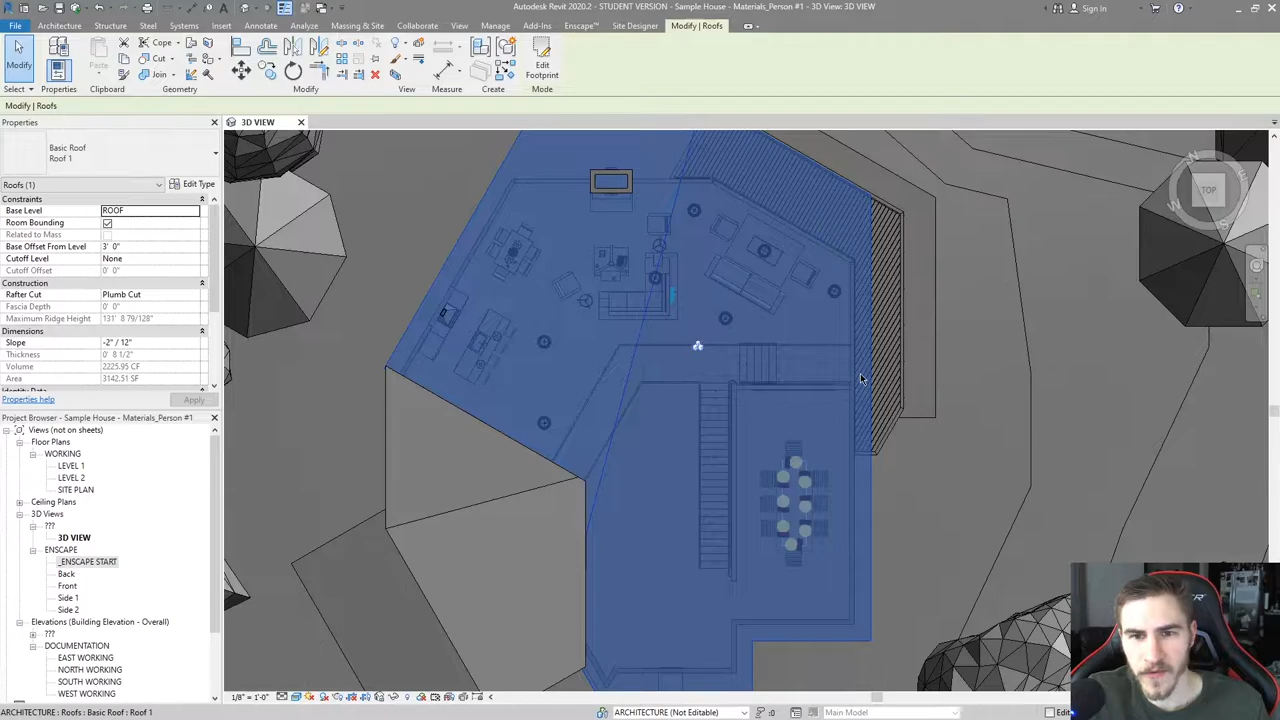 Autodesk Revit 2020.2 - STUDENT VERSION - Sample House - Materials_Person #1 - 3D View: 3D VIEW
Sign In
File Architecture Structure Steel Systems Insert Annotate Analyze Massing & Site Collaborate View Manage Add-Ins Enscape™ Site Designer Modify | Roofs
Modify
Paste
Cope
Cut
Join
Edit
Footprint
Select Properties Clipboard Geometry Modify View Measure Create Mode
Modify | Roofs
Properties
3D VIEW
Basic Roof
Roof 1
Roofs (1)
Edit Type
Constraints
Base Level ROOF
Room Bounding
Related to Mass
Base Offset From Level 3' 0"
Cutoff Level None
Cutoff Offset 0' 0"
Construction
Rafter Cut Plumb Cut
Fascia Depth 0' 0"
Maximum Ridge Height 131' 8 79/128"
Dimensions
Slope -2" / 12"
Thickness 0' 8 1/2"
Volume 2225.95 CF
Area 3142.51 SF
Identity Data
Properties help
Apply
Project Browser - Sample House - Materials_Person #1
Views (not on sheets)
Floor Plans
WORKING
LEVEL 1
LEVEL 2
SITE PLAN
Ceiling Plans
3D Views
???
3D VIEW
ENSCAPE
_ENSCAPE START
Back
Front
Side 1
Side 2
Elevations (Building Elevation - Overall)
???
DOCUMENTATION
EAST WORKING
NORTH WORKING
SOUTH WORKING
WEST WORKING
TOP
N
W
S
1/8" = 1'-0"
ARCHITECTURE : Roofs : Basic Roof : Roof 1
ARCHITECTURE (Not Editable)
:0
Main Model